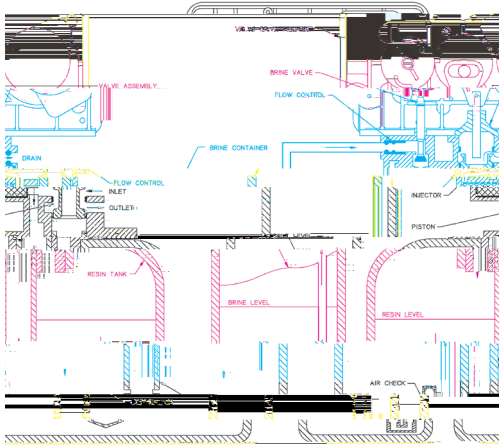 BRINE VALVE
VALVE ASSEMBLY
FLOW CONTROL
BRINE CONTAINER
DRAIN
FLOW CONTROL
INLET
INJECTOR
OUTLET
PISTON
RESIN TANK
BRINE LEVEL
RESIN LEVEL
AIR CHECK